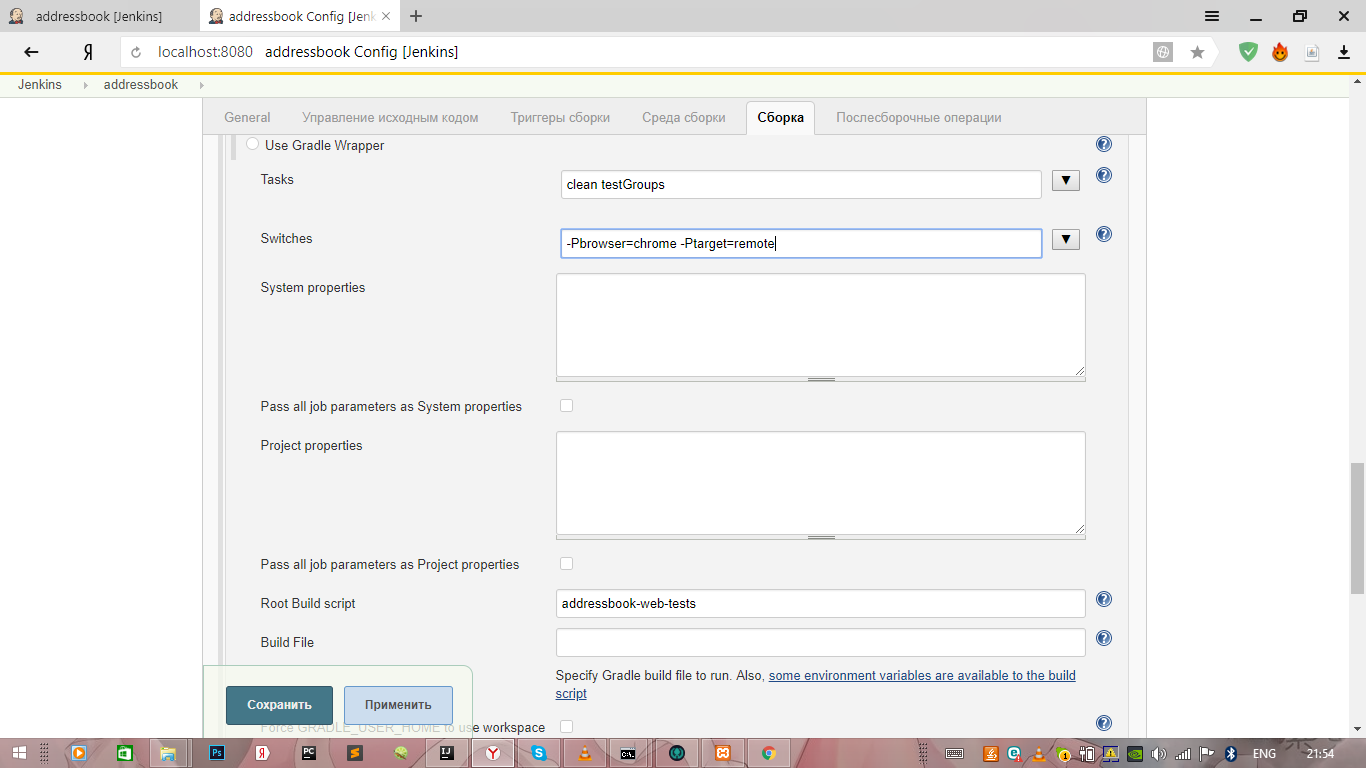 addressbook [Jenkins]
addressbook Config [Jenk
localhost:8080 addressbook Config [Jenkins]
Jenkins
addressbook
General
Управление исходным кодом
Триггеры сборки
Среда сборки
Сборка
Послесборочные операции
Use Gradle Wrapper
Tasks
clean testGroups
Switches
-Pbrowser=chrome -Ptarget=remote
System properties
Pass all job parameters as System properties
Project properties
Pass all job parameters as Project properties
Root Build script
addressbook-web-tests
Build File
Specify Gradle build file to run. Also, some environment variables are available to the build
script
Сохранить
Применить
Force GRADLE_USER_HOME to use workspace
ENG
21:54